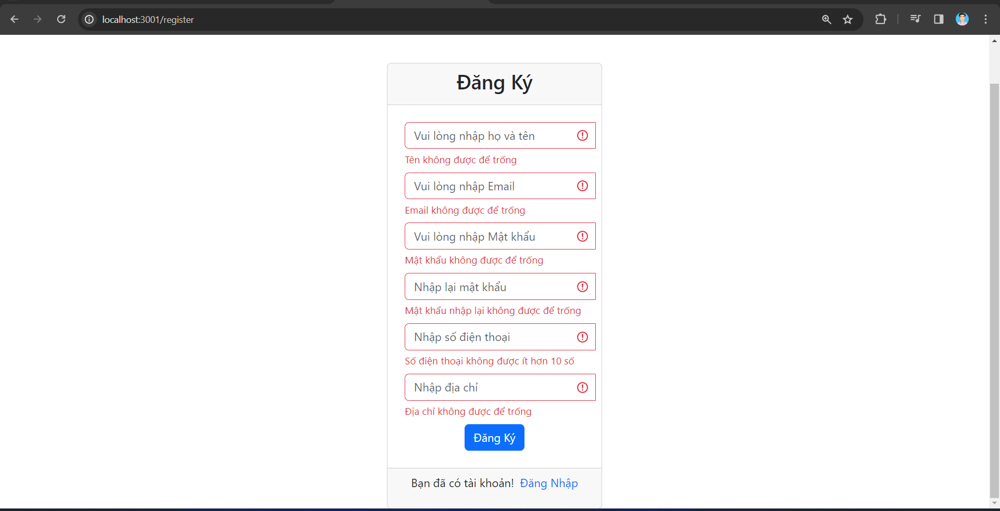 localhost:3001/register
Đăng Ký
Vui lòng nhập họ và tên
Tên không được để trống
Vui lòng nhập Email
Email không được để trống
Vui lòng nhập Mật khẩu
Mật khẩu không được để trống
Nhập lại mật khẩu
Mật khẩu nhập lại không được để trống
Nhập số điện thoại
Số điện thoại không được ít hơn 10 số
Nhập địa chỉ
Địa chỉ không được để trống
Đăng Ký
Bạn đã có tài khoản! Đăng Nhập